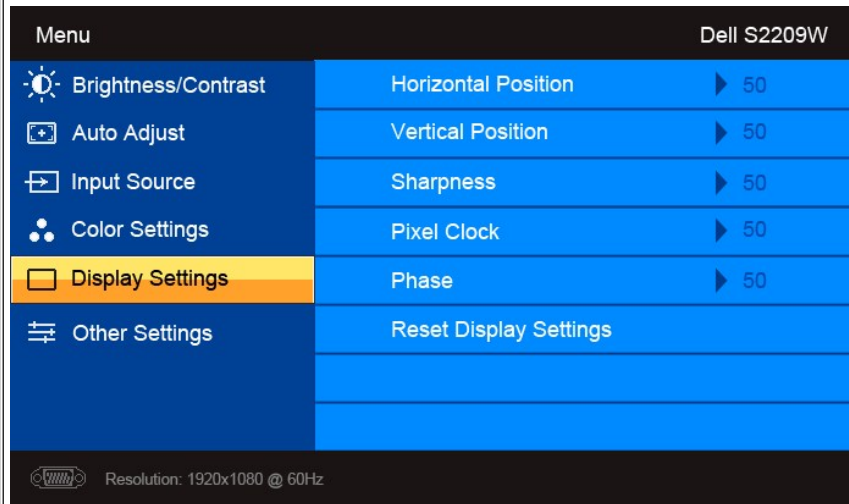 Menu Dell S2209W
Brightness/Contrast Horizontal Position 50
Auto Adjust Vertical Position 50
Input Source Sharpness 50
Color Settings Pixel Clock 50
Display Settings Phase 50
Other Settings Reset Display Settings
Resolution: 1920x1080 @ 60Hz